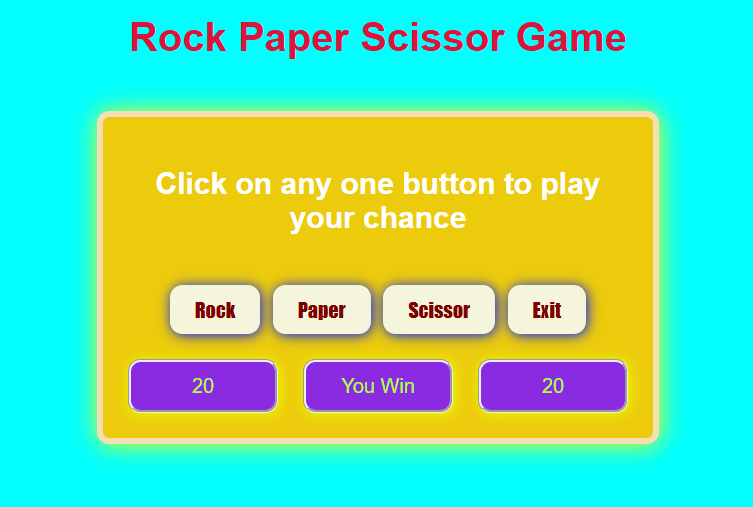 Rock Paper Scissor Game
Click on any one button to play
your chance
Rock Paper Scissor Exit
20 You Win 20